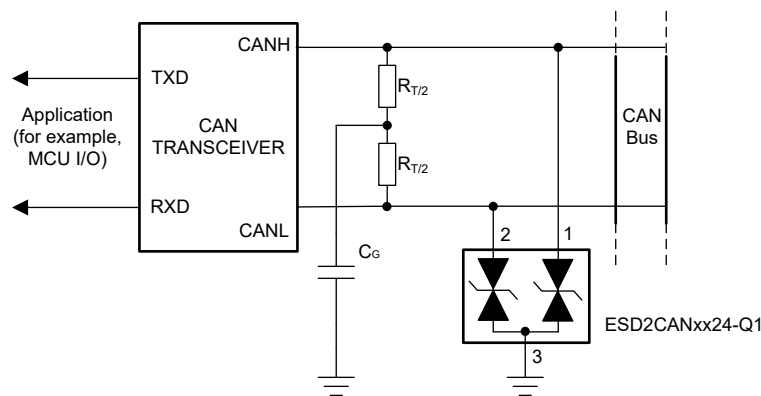 CANH
TXD
R_T/2
Application
(for example,
MCU I/O)
CAN
TRANSCEIVER
CAN
Bus
R_T/2
RXD
CANL
2
1
C_G
ESD2CANxx24-Q1
3